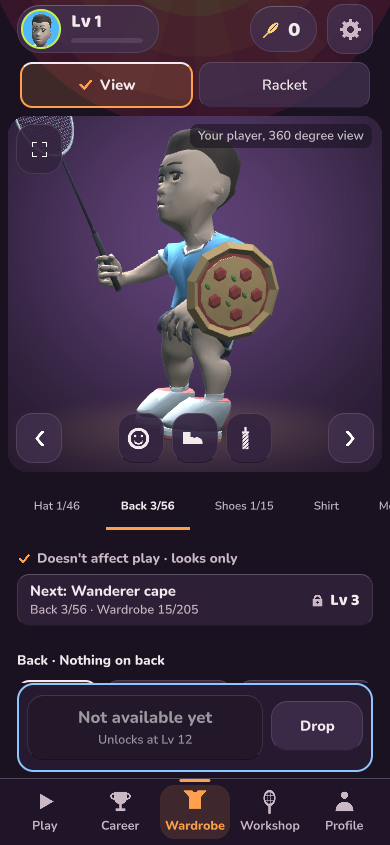 Lv 1
0
View
Racket
Your player, 360 degree view
Hat 1/46
Back 3/56
Shoes 1/15
Shirt
Doesn't affect play · looks only
Next: Wanderer cape
Back 3/56 · Wardrobe 15/205
Lv 3
Back · Nothing on back
Not available yet
Unlocks at Lv 12
Drop
Play
Career
Wardrobe
Workshop
Profile